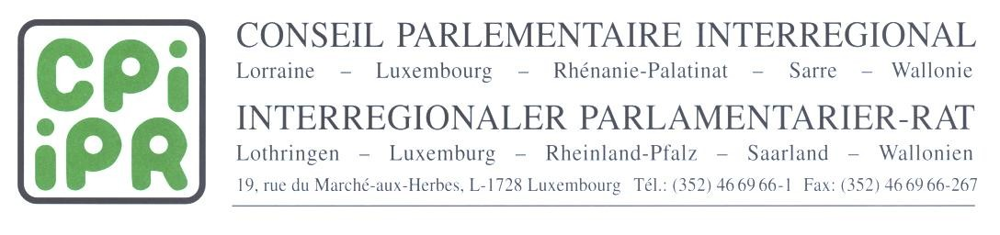 CPi
iPR
CONSEIL PARLEMENTAIRE INTERREGIONAL
Lorraine – Luxembourg – Rhénanie-Palatinat – Sarre – Wallonie
INTERREGIONALER PARLAMENTARIER-RAT
Lothringen – Luxemburg – Rheinland-Pfalz – Saarland – Wallonien
19, rue du Marché-aux-Herbes, L-1728 Luxembourg Tél.: (352) 46 69 66-1 Fax: (352) 46 69 66-267